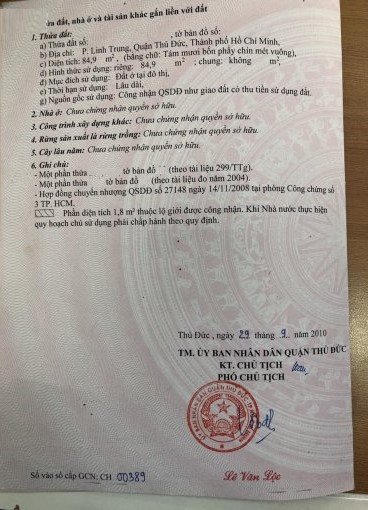 ửa đất, nhà ở và tài sản khác gắn liền với đất
1. Thửa đất:
a) Thửa đất số: , tờ bản đồ số:
b) Địa chỉ: P. Linh Trung, Quận Thủ Đức, Thành phố Hồ Chí Minh,
c) Diện tích: 84,9 m², (bằng chữ: Tám mươi bốn phẩy chín mét vuông),
d) Hình thức sử dụng: riêng: 84,9 m²; chung: không m²,
đ) Mục đích sử dụng: Đất ở tại đô thị,
e) Thời hạn sử dụng: Lâu dài,
g) Nguồn gốc sử dụng: Công nhận QSDĐ như giao đất có thu tiền sử dụng đất.
2. Nhà ở: Chưa chứng nhận quyền sở hữu.
3. Công trình xây dựng khác: Chưa chứng nhận quyền sở hữu.
4. Rừng sản xuất là rừng trồng: Chưa chứng nhận quyền sở hữu.
5. Cây lâu năm: Chưa chứng nhận quyền sở hữu.
6. Ghi chú:
- Một phần thửa tờ bản đồ (theo tài liệu 299/TTg).
- Một phần thửa tờ bản đồ (theo tài liệu đo năm 2004).
- Hợp đồng chuyển nhượng QSDĐ số 27148 ngày 14/11/2008 tại phòng Công chứng số
3 TP. HCM.
Phần diện tích 1,8 m² thuộc lộ giới được công nhận. Khi Nhà nước thực hiện
quy hoạch chủ sử dụng phải chấp hành theo quy định.
Thủ Đức, ngày 29 tháng 9. năm 2010
TM. ỦY BAN NHÂN DÂN QUẬN THỦ ĐỨC
KT. CHỦ TỊCH
PHÓ CHỦ TỊCH
Số vào sổ cấp GCN: CH 00389
Lê Văn Lộc